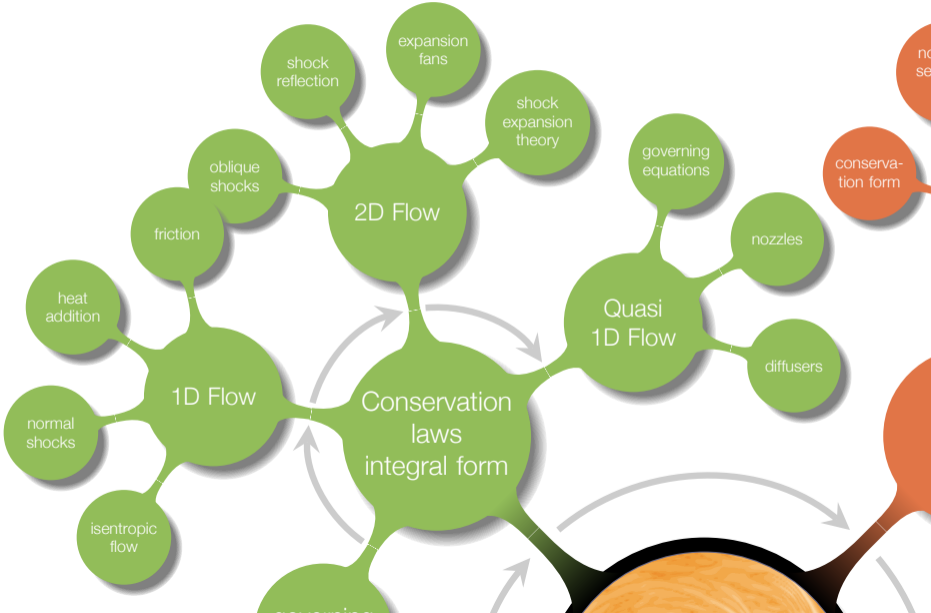 expansion
fans
shock
reflection
shock
expansion
theory
oblique
shocks
2D Flow
friction
governing
equations
nozzles
conserva-
tion form
heat
addition
Quasi
1D Flow
diffusers
1D Flow
Conservation
laws
integral form
normal
shocks
isentropic
flow